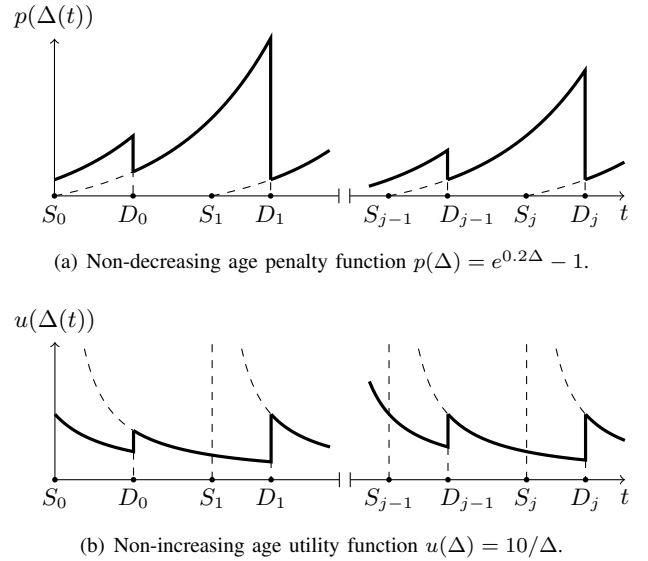 p(Δ(t))
S₀ D₀ S₁ D₁ Sⱼ₋₁ Dⱼ₋₁ Sⱼ Dⱼ t
(a) Non-decreasing age penalty function p(Δ) = e^{0.2Δ} − 1.
u(Δ(t))
S₀ D₀ S₁ D₁ Sⱼ₋₁ Dⱼ₋₁ Sⱼ Dⱼ t
(b) Non-increasing age utility function u(Δ) = 10/Δ.